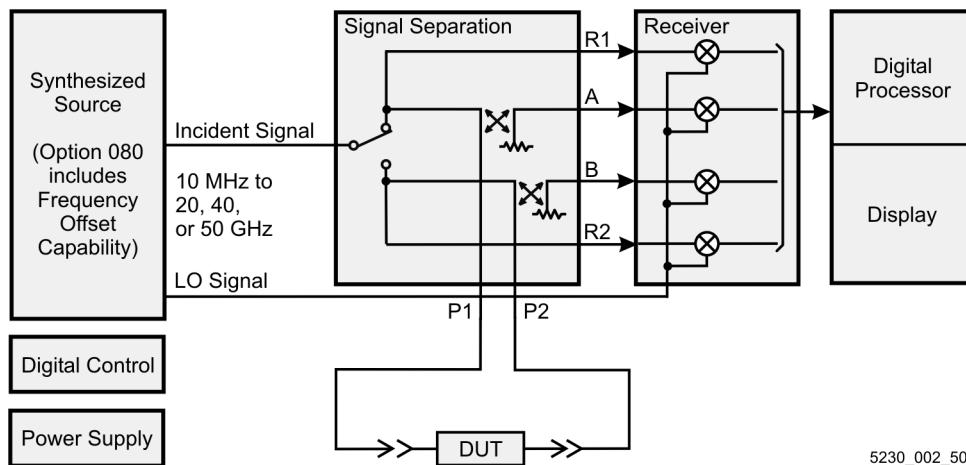 Synthesized
Source
(Option 080
includes
Frequency
Offset
Capability)
Incident Signal
10 MHz to
20, 40,
or 50 GHz
LO Signal
Signal Separation
R1
A
B
R2
P1
P2
Receiver
Digital
Processor
Display
Digital Control
Power Supply
DUT
5230_002_50